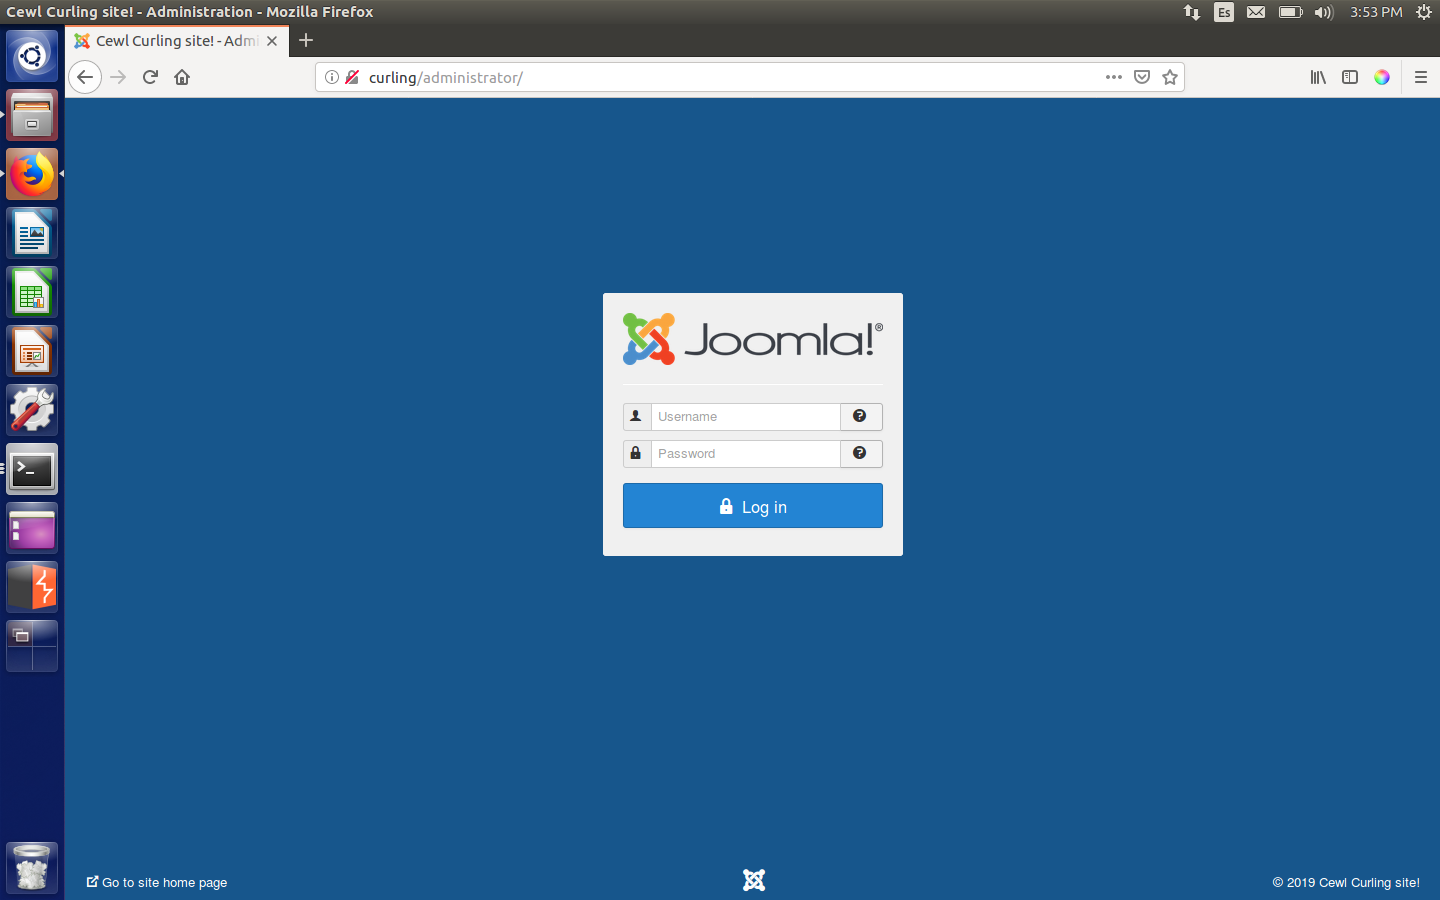 Cewl Curling site! - Administration - Mozilla Firefox
Es
3:53 PM
Cewl Curling site! - Admi
curling/administrator/
Joomla!®
Username
Password
Log in
Go to site home page
© 2019 Cewl Curling site!